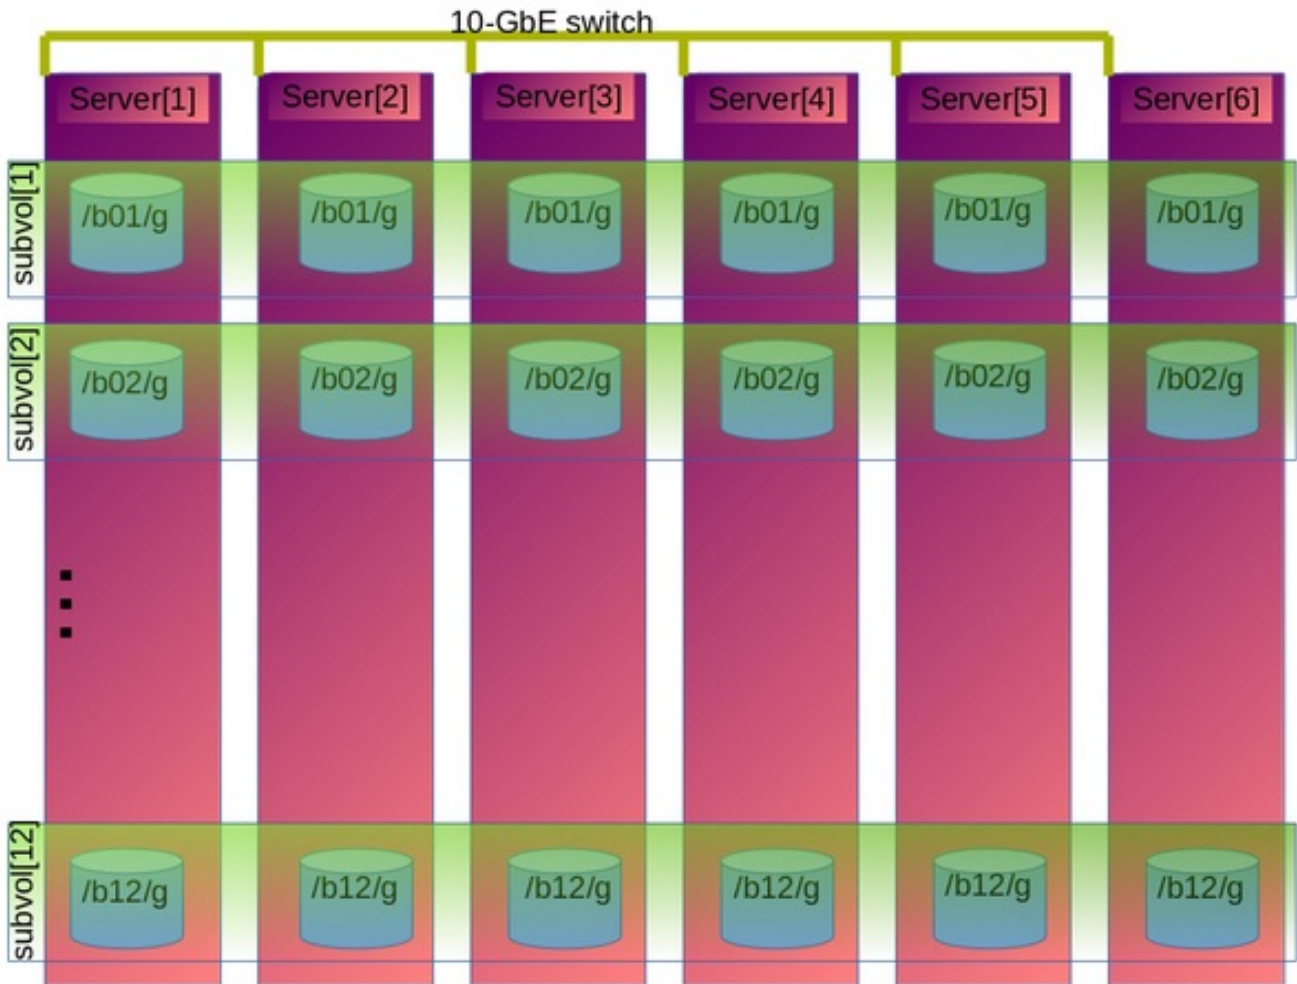 10-GbE switch
Server[1] Server[2] Server[3] Server[4] Server[5] Server[6]
subvol[1]
/b01/g /b01/g /b01/g /b01/g /b01/g /b01/g
subvol[2]
/b02/g /b02/g /b02/g /b02/g /b02/g /b02/g
subvol[12]
/b12/g /b12/g /b12/g /b12/g /b12/g /b12/g